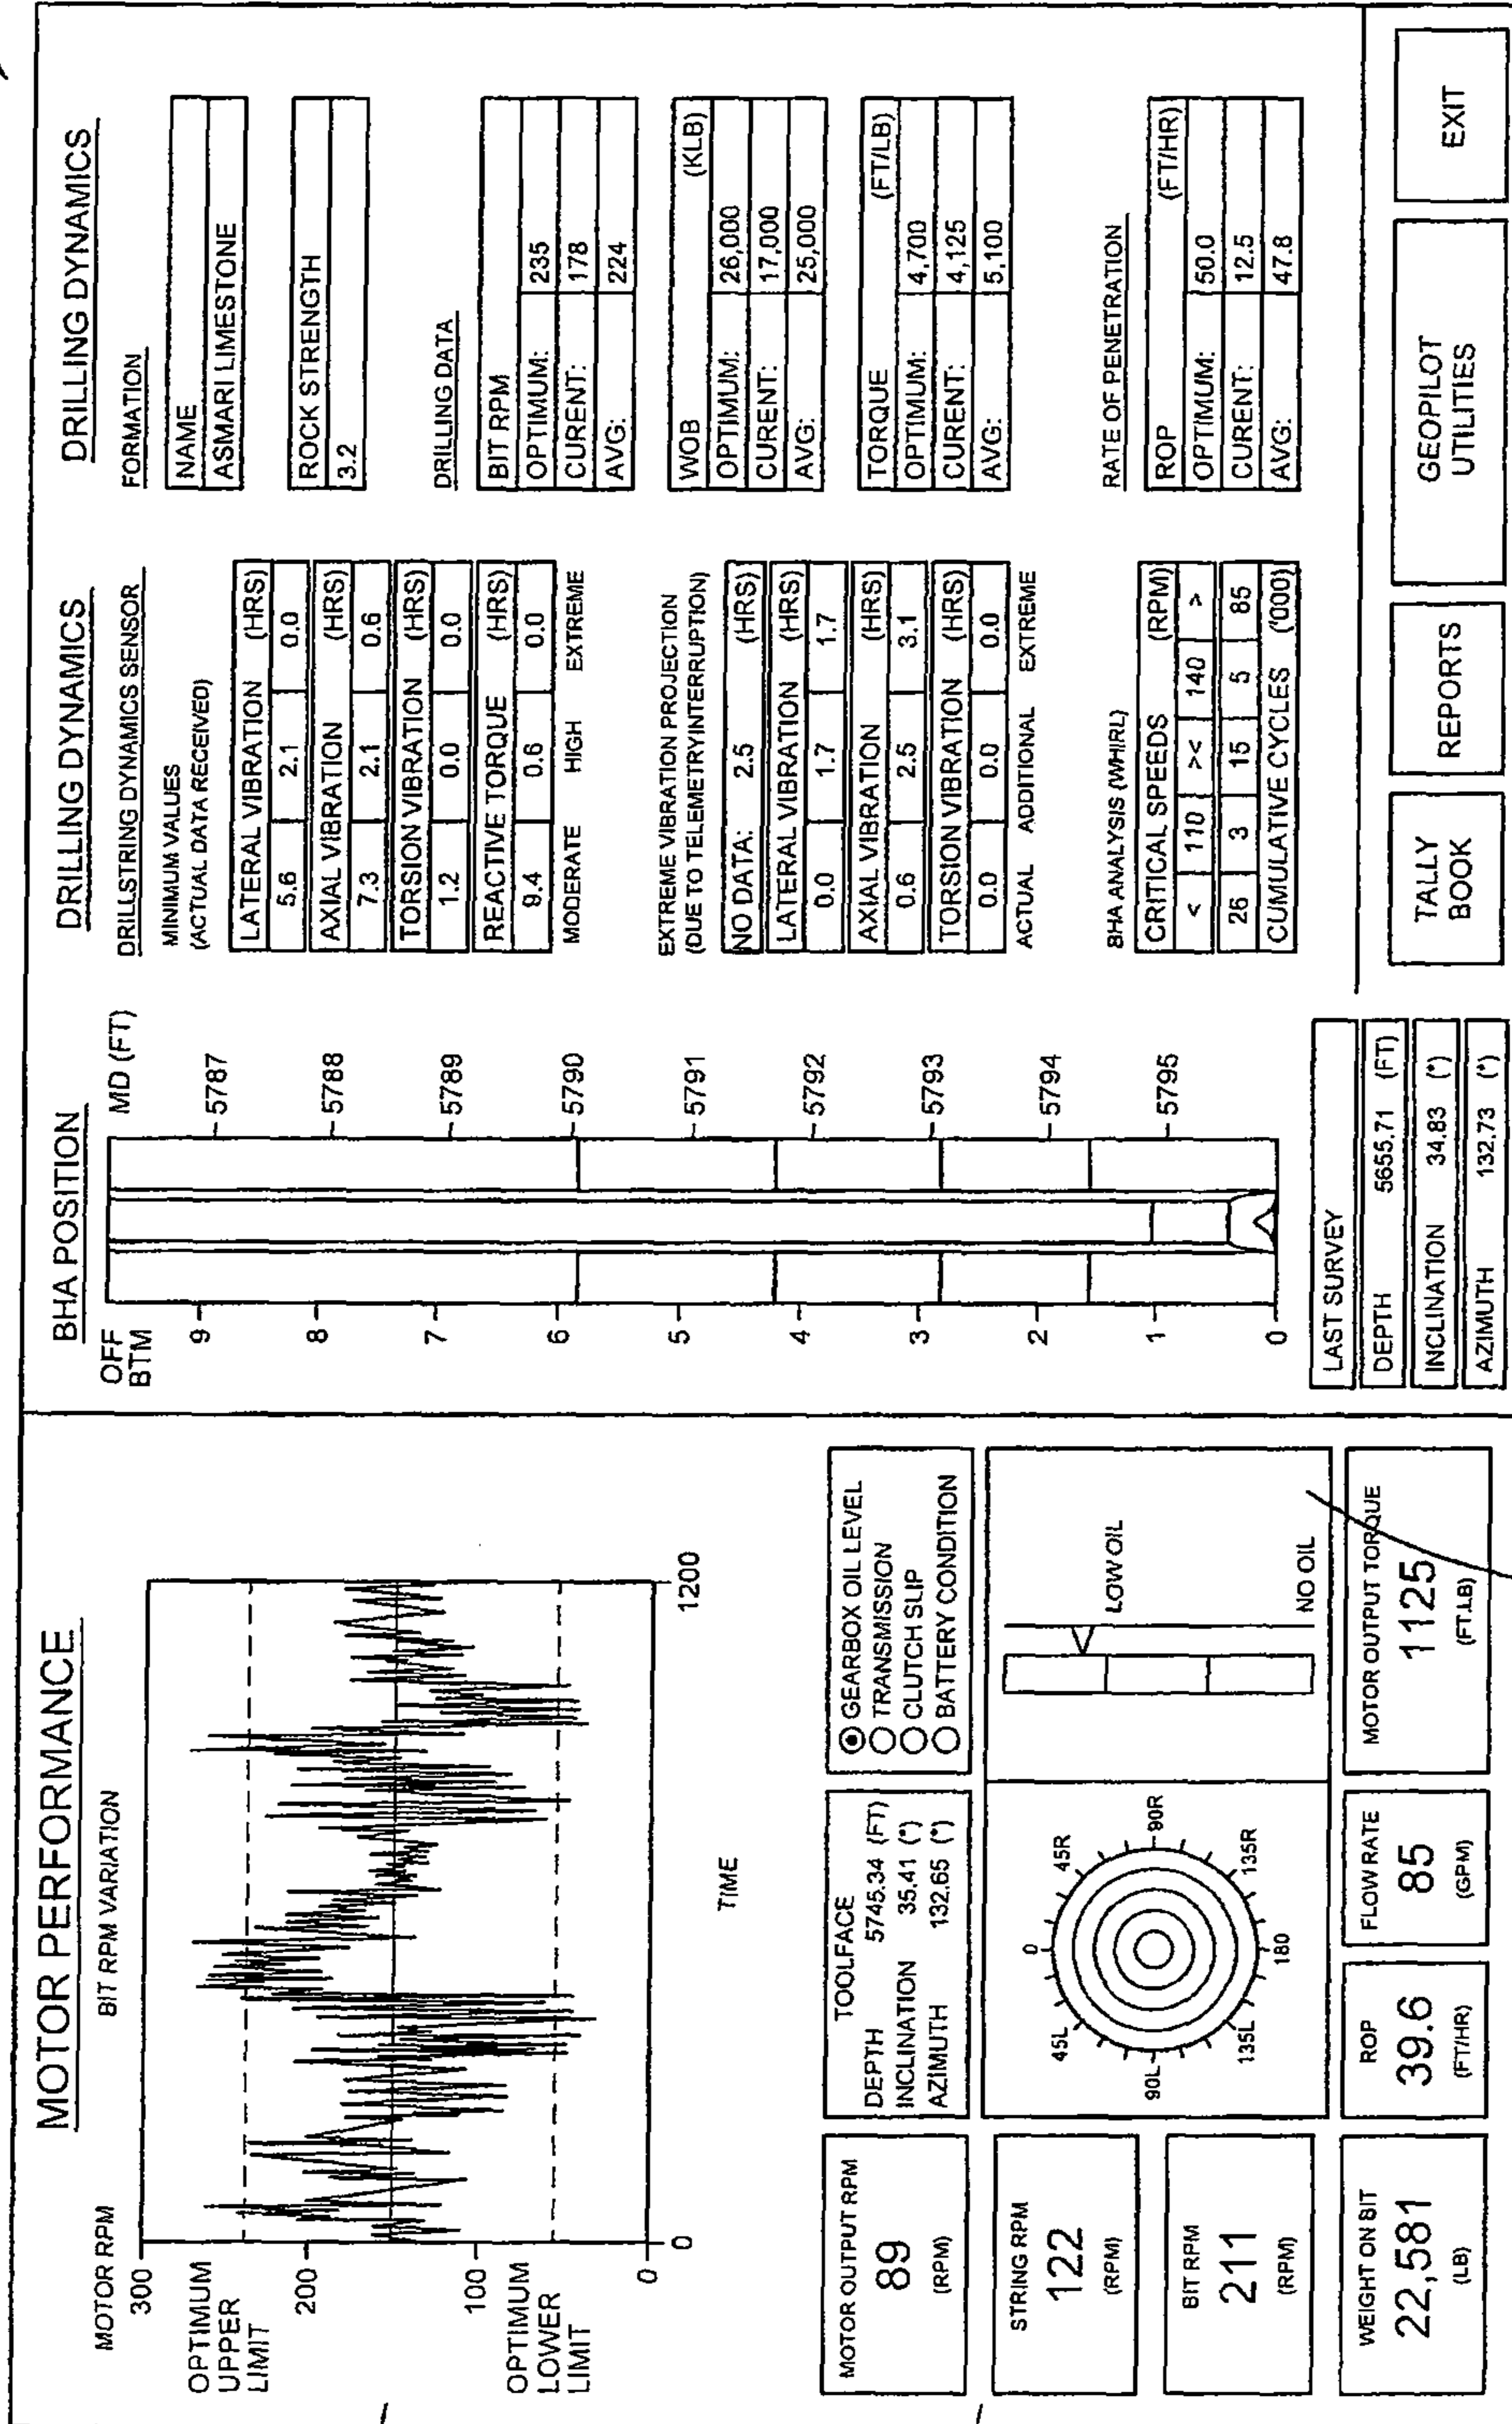 MOTOR PERFORMANCE
BIT RPM VARIATION
MOTOR RPM
300
OPTIMUM
UPPER
LIMIT
200
100
OPTIMUM
LOWER
LIMIT
0
0
1200
TIME
MOTOR OUTPUT RPM
89
(RPM)
STRING RPM
122
(RPM)
BIT RPM
211
(RPM)
WEIGHT ON BIT
22,581
(LB)
TOOLFACE
DEPTH 5745.34 (FT)
INCLINATION 35.41 (°)
AZIMUTH 132.65 (°)
GEARBOX OIL LEVEL
TRANSMISSION
CLUTCH SLIP
BATTERY CONDITION
0
45L
45R
90L
90R
135L
135R
180
LOW OIL
NO OIL
ROP
39.6
(FT/HR)
FLOW RATE
85
(GPM)
MOTOR OUTPUT TORQUE
1125
(FT.LB)
BHA POSITION
OFF
BTM
MD (FT)
9
8
7
6
5
4
3
2
1
0
5787
5788
5789
5790
5791
5792
5793
5794
5795
LAST SURVEY
DEPTH 5655.71 (FT)
INCLINATION 34.83 (°)
AZIMUTH 132.73 (°)
DRILLING DYNAMICS
DRILLSTRING DYNAMICS SENSOR
MINIMUM VALUES
(ACTUAL DATA RECEIVED)
LATERAL VIBRATION (HRS)
5.6 2.1 0.0
AXIAL VIBRATION (HRS)
7.3 2.1 0.6
TORSION VIBRATION (HRS)
1.2 0.0 0.0
REACTIVE TORQUE (HRS)
9.4 0.6 0.0
MODERATE HIGH EXTREME
EXTREME VIBRATION PROJECTION
(DUE TO TELEMETRYINTERRUPTION)
NO DATA: 2.5 (HRS)
LATERAL VIBRATION (HRS)
0.0 1.7 1.7
AXIAL VIBRATION (HRS)
0.6 2.5 3.1
TORSION VIBRATION (HRS)
0.0 0.0 0.0
ACTUAL ADDITIONAL EXTREME
BHA ANALYSIS (WHIRL)
CRITICAL SPEEDS (RPM)
< 110 >< 140 >
26 3 15 5 85
CUMULATIVE CYCLES ('000)
DRILLING DYNAMICS
FORMATION
NAME
ASMARI LIMESTONE
ROCK STRENGTH
3.2
DRILLING DATA
BIT RPM
OPTIMUM: 235
CURENT: 178
AVG: 224
WOB (KLB)
OPTIMUM: 26,000
CURENT: 17,000
AVG: 25,000
TORQUE (FT/LB)
OPTIMUM: 4,700
CURENT: 4,125
AVG: 5,100
RATE OF PENETRATION
ROP (FT/HR)
OPTIMUM: 50.0
CURENT: 12.5
AVG: 47.8
TALLY
BOOK
REPORTS
GEOPILOT
UTILITIES
EXIT